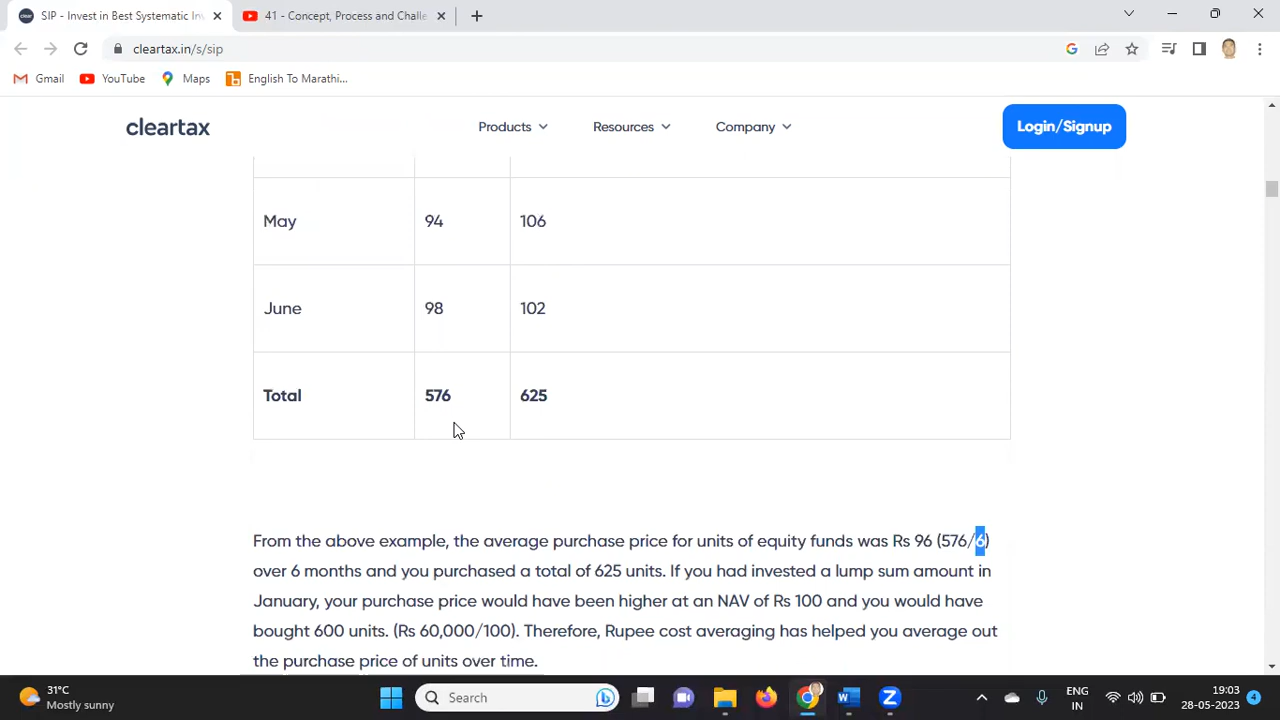 SIP - Invest in Best Systematic Inv
41 - Concept, Process and Challe
cleartax.in/s/sip
Gmail
YouTube
Maps
English To Marathi...
cleartax
Products
Resources
Company
Login/Signup
May 94 106
June 98 102
Total 576 625
From the above example, the average purchase price for units of equity funds was Rs 96 (576/6)
over 6 months and you purchased a total of 625 units. If you had invested a lump sum amount in
January, your purchase price would have been higher at an NAV of Rs 100 and you would have
bought 600 units. (Rs 60,000/100). Therefore, Rupee cost averaging has helped you average out
the purchase price of units over time.
31°C
Mostly sunny
Search
ENG
IN
19:03
28-05-2023
4